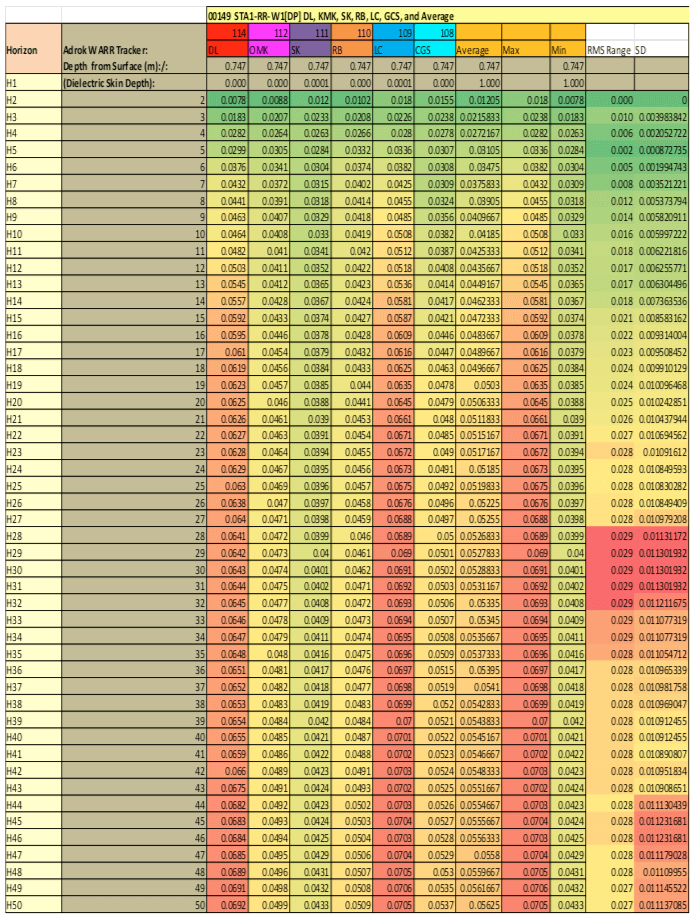 00149 STA1-RR-W1[DP] DL, KMK, SK, RB, LC, GCS, and Average
114 112 111 110 109 108
Horizon Adrok WARR Tracker: DL OMK SK RB LC CGS Average Max Min RMS Range SD
Depth from Surface (m):/: 0.747 0.747 0.747 0.747 0.747 0.747 0.747 0.747
H1 (Dielectric Skin Depth): 0.000 0.000 0.0001 0.000 0.0001 0.000 1.000 1.000
H2 2 0.0078 0.0088 0.012 0.0102 0.018 0.0155 0.01205 0.018 0.0078 0.000 0
H3 3 0.0183 0.0207 0.0233 0.0208 0.0226 0.0238 0.0215833 0.0238 0.0183 0.010 0.003983842
H4 4 0.0282 0.0264 0.0263 0.0266 0.028 0.0278 0.0272167 0.0282 0.0263 0.006 0.002052722
H5 5 0.0299 0.0305 0.0284 0.0332 0.0336 0.0307 0.03105 0.0336 0.0284 0.002 0.000872735
H6 6 0.0376 0.0341 0.0304 0.0374 0.0382 0.0308 0.03475 0.0382 0.0304 0.005 0.001994743
H7 7 0.0432 0.0372 0.0315 0.0402 0.0425 0.0309 0.0375833 0.0432 0.0309 0.008 0.003521221
H8 8 0.0441 0.0391 0.0318 0.0414 0.0455 0.0324 0.03905 0.0455 0.0318 0.012 0.005373794
H9 9 0.0463 0.0407 0.0329 0.0418 0.0485 0.0356 0.0409667 0.0485 0.0329 0.014 0.005820911
H10 10 0.0464 0.0408 0.033 0.0419 0.0508 0.0382 0.04185 0.0508 0.033 0.016 0.005997222
H11 11 0.0482 0.041 0.0341 0.042 0.0512 0.0387 0.0425333 0.0512 0.0341 0.018 0.006221816
H12 12 0.0503 0.0411 0.0352 0.0422 0.0518 0.0408 0.0435667 0.0518 0.0352 0.017 0.006255771
H13 13 0.0545 0.0412 0.0365 0.0423 0.0536 0.0414 0.0449167 0.0545 0.0365 0.017 0.006304496
H14 14 0.0557 0.0428 0.0367 0.0424 0.0581 0.0417 0.0462333 0.0581 0.0367 0.018 0.007363536
H15 15 0.0592 0.0433 0.0374 0.0427 0.0587 0.0421 0.0472333 0.0592 0.0374 0.021 0.008583162
H16 16 0.0595 0.0446 0.0378 0.0428 0.0609 0.0446 0.0483667 0.0609 0.0378 0.022 0.009314004
H17 17 0.061 0.0454 0.0379 0.0432 0.0616 0.0447 0.0489667 0.0616 0.0379 0.023 0.009508452
H18 18 0.0619 0.0456 0.0384 0.0433 0.0625 0.0463 0.0496667 0.0625 0.0384 0.024 0.009910129
H19 19 0.0623 0.0457 0.0385 0.044 0.0635 0.0478 0.0503 0.0635 0.0385 0.024 0.010096468
H20 20 0.0625 0.046 0.0388 0.0441 0.0645 0.0479 0.0506333 0.0645 0.0388 0.025 0.010242851
H21 21 0.0626 0.0461 0.039 0.0453 0.0661 0.048 0.0511833 0.0661 0.039 0.026 0.010437944
H22 22 0.0627 0.0463 0.0391 0.0454 0.0671 0.0485 0.0515167 0.0671 0.0391 0.027 0.010694562
H23 23 0.0628 0.0464 0.0394 0.0455 0.0672 0.049 0.0517167 0.0672 0.0394 0.028 0.01091612
H24 24 0.0629 0.0467 0.0395 0.0456 0.0673 0.0491 0.05185 0.0673 0.0395 0.028 0.010849593
H25 25 0.063 0.0469 0.0396 0.0457 0.0675 0.0492 0.0519833 0.0675 0.0396 0.028 0.010830282
H26 26 0.0638 0.047 0.0397 0.0458 0.0676 0.0496 0.05225 0.0676 0.0397 0.028 0.010849409
H27 27 0.064 0.0471 0.0398 0.0459 0.0688 0.0497 0.05255 0.0688 0.0398 0.028 0.010979208
H28 28 0.0641 0.0472 0.0399 0.046 0.0689 0.05 0.0526833 0.0689 0.0399 0.029 0.01131172
H29 29 0.0642 0.0473 0.04 0.0461 0.069 0.0501 0.0527833 0.069 0.04 0.029 0.011301932
H30 30 0.0643 0.0474 0.0401 0.0462 0.0691 0.0502 0.0528833 0.0691 0.0401 0.029 0.011301932
H31 31 0.0644 0.0475 0.0402 0.0471 0.0692 0.0503 0.0531167 0.0692 0.0402 0.029 0.011301932
H32 32 0.0645 0.0477 0.0408 0.0472 0.0693 0.0506 0.05335 0.0693 0.0408 0.029 0.011211675
H33 33 0.0646 0.0478 0.0409 0.0473 0.0694 0.0507 0.05345 0.0694 0.0409 0.029 0.011077319
H34 34 0.0647 0.0479 0.0411 0.0474 0.0695 0.0508 0.0535667 0.0695 0.0411 0.029 0.011077319
H35 35 0.0648 0.048 0.0416 0.0475 0.0696 0.0509 0.0537333 0.0696 0.0416 0.029 0.011054712
H36 36 0.0651 0.0481 0.0417 0.0476 0.0697 0.0515 0.05395 0.0697 0.0417 0.028 0.010965339
H37 37 0.0652 0.0482 0.0418 0.0477 0.0698 0.0519 0.0541 0.0698 0.0418 0.028 0.010981758
H38 38 0.0653 0.0483 0.0419 0.0483 0.0699 0.052 0.0542833 0.0699 0.0419 0.028 0.010969047
H39 39 0.0654 0.0484 0.042 0.0484 0.07 0.0521 0.0543833 0.07 0.042 0.028 0.010912455
H40 40 0.0655 0.0485 0.0421 0.0487 0.0701 0.0522 0.0545167 0.0701 0.0421 0.028 0.010912455
H41 41 0.0659 0.0486 0.0422 0.0488 0.0702 0.0523 0.0546667 0.0702 0.0422 0.028 0.010890807
H42 42 0.066 0.0489 0.0423 0.0491 0.0703 0.0524 0.0548333 0.0703 0.0423 0.028 0.010951834
H43 43 0.0675 0.0491 0.0424 0.0493 0.0702 0.0525 0.0551667 0.0702 0.0424 0.028 0.010908651
H44 44 0.0682 0.0492 0.0423 0.0502 0.0703 0.0526 0.0554667 0.0703 0.0423 0.028 0.011130439
H45 45 0.0683 0.0493 0.0424 0.0503 0.0704 0.0527 0.0555667 0.0704 0.0424 0.028 0.011231681
H46 46 0.0684 0.0494 0.0425 0.0504 0.0703 0.0528 0.0556333 0.0703 0.0425 0.028 0.011231681
H47 47 0.0685 0.0495 0.0429 0.0506 0.0704 0.0529 0.0558 0.0704 0.0429 0.028 0.011179028
H48 48 0.0689 0.0496 0.0431 0.0507 0.0705 0.053 0.0559667 0.0705 0.0431 0.028 0.01109955
H49 49 0.0691 0.0498 0.0432 0.0508 0.0706 0.0535 0.0561667 0.0706 0.0432 0.027 0.011145522
H50 50 0.0692 0.0499 0.0433 0.0509 0.0705 0.0537 0.05625 0.0705 0.0433 0.027 0.011137085